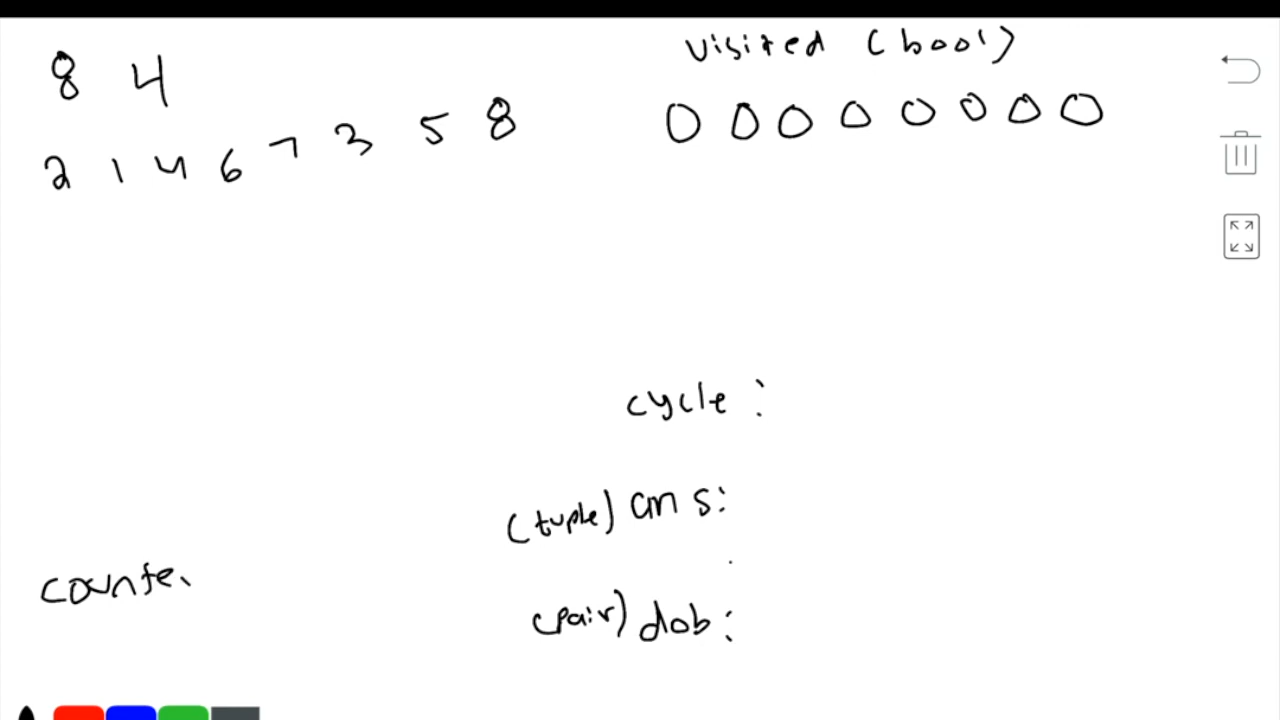 8 4
2 1 4 6 7 3 5 8
visited (bool)
0 0 0 0 0 0 0 0
cycle :
(tuple) ans:
counter
(pair) dob: